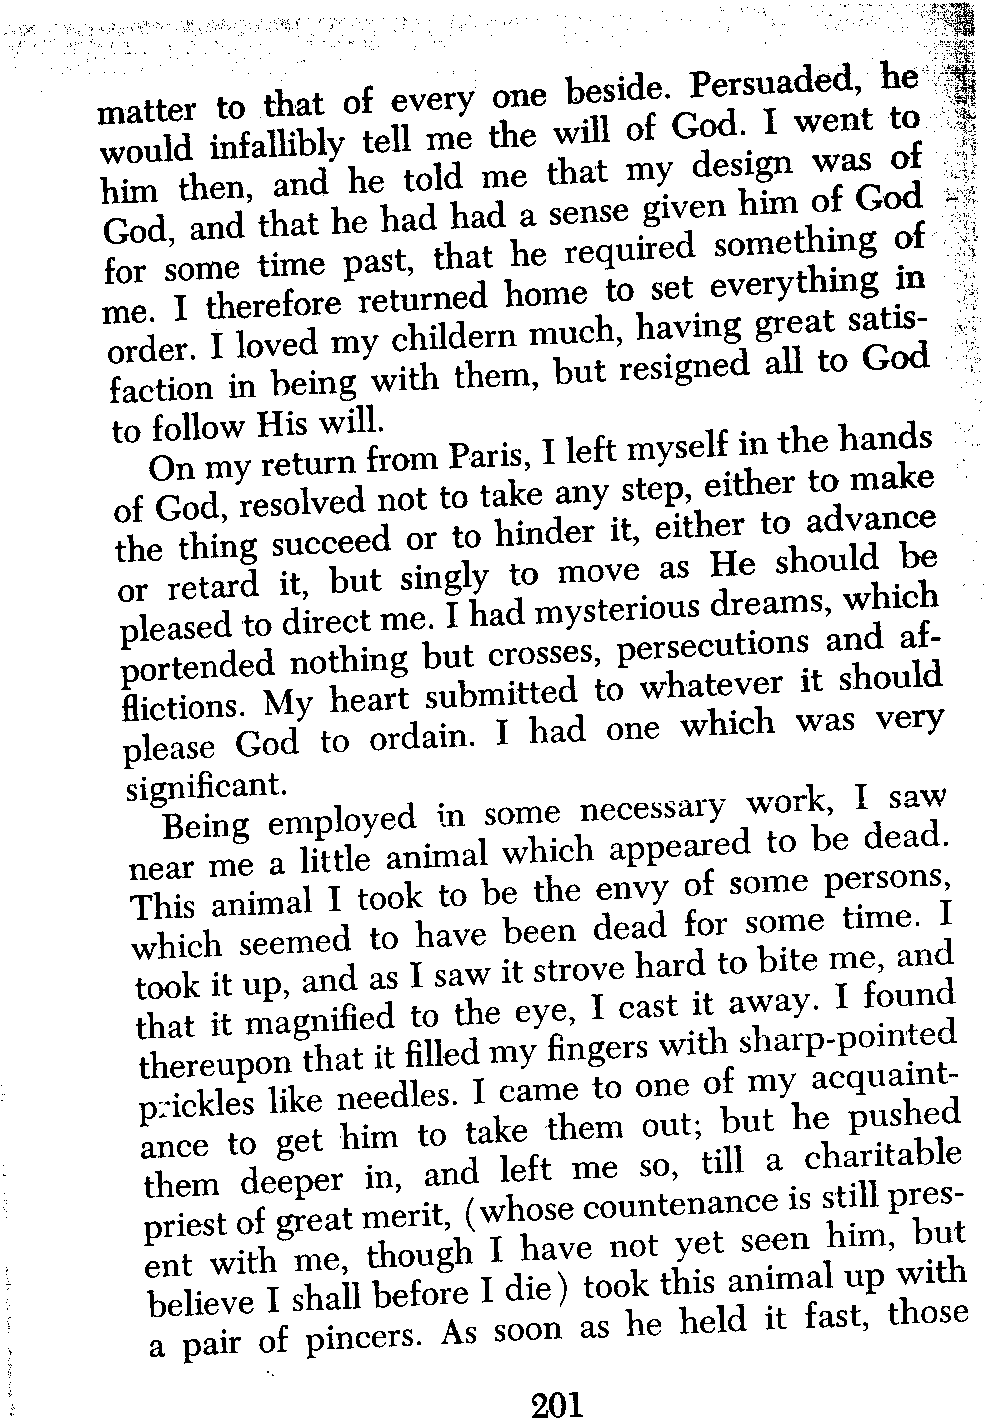 matter to that of every one beside. Persuaded, he
would infallibly tell me the will of God. I went to
him then, and he told me that my design was of
God, and that he had had a sense given him of God
for some time past, that he required something of
me. I therefore returned home to set everything in
order. I loved my childern much, having great satis-
faction in being with them, but resigned all to God
to follow His will.
On my return from Paris, I left myself in the hands
of God, resolved not to take any step, either to make
the thing succeed or to hinder it, either to advance
or retard it, but singly to move as He should be
pleased to direct me. I had mysterious dreams, which
portended nothing but crosses, persecutions and af-
flictions. My heart submitted to whatever it should
please God to ordain. I had one which was very
significant.
Being employed in some necessary work, I saw
near me a little animal which appeared to be dead.
This animal I took to be the envy of some persons,
which seemed to have been dead for some time. I
took it up, and as I saw it strove hard to bite me, and
that it magnified to the eye, I cast it away. I found
thereupon that it filled my fingers with sharp-pointed
prickles like needles. I came to one of my acquaint-
ance to get him to take them out; but he pushed
them deeper in, and left me so, till a charitable
priest of great merit, (whose countenance is still pres-
ent with me, though I have not yet seen him, but
believe I shall before I die) took this animal up with
a pair of pincers. As soon as he held it fast, those
201